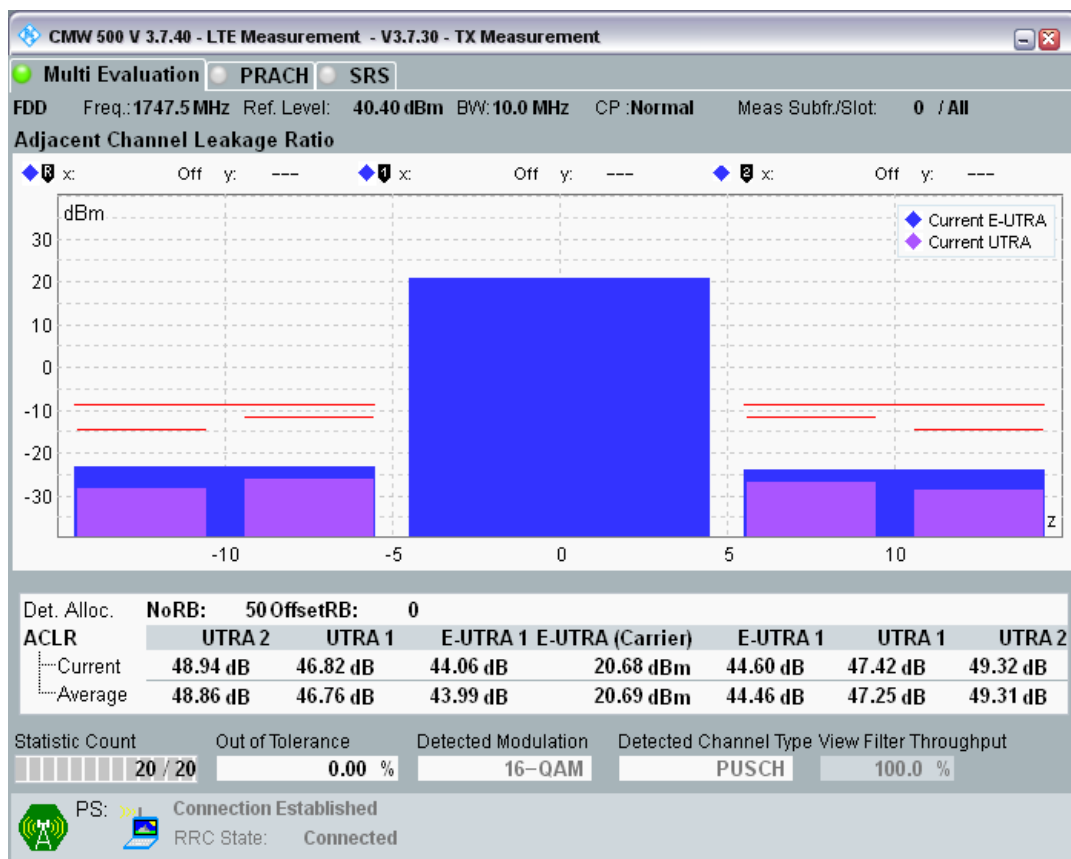 CMW 500 V 3.7.40 - LTE Measurement - V3.7.30 - TX Measurement
Multi Evaluation PRACH SRS
FDD Freq.: 1747.5 MHz Ref. Level: 40.40 dBm BW: 10.0 MHz CP :Normal Meas Subfr./Slot: 0 / All
Adjacent Channel Leakage Ratio
R x: Off y: --- 1 x: Off y: --- 2 x: Off y: ---
dBm
Current E-UTRA
Current UTRA
30
20
10
0
-10
-20
-30
z
-10 -5 0 5 10
Det. Alloc. NoRB: 50 OffsetRB: 0
ACLR UTRA 2 UTRA 1 E-UTRA 1 E-UTRA (Carrier) E-UTRA 1 UTRA 1 UTRA 2
Current 48.94 dB 46.82 dB 44.06 dB 20.68 dBm 44.60 dB 47.42 dB 49.32 dB
Average 48.86 dB 46.76 dB 43.99 dB 20.69 dBm 44.46 dB 47.25 dB 49.31 dB
Statistic Count Out of Tolerance Detected Modulation Detected Channel Type View Filter Throughput
20 / 20 0.00 % 16-QAM PUSCH 100.0 %
PS: Connection Established
RRC State: Connected